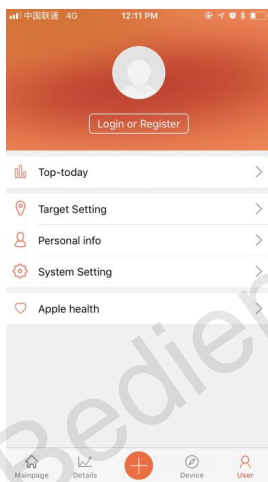 中国联通 4G 12:11 PM
Login or Register
Top-today
Target Setting
Personal info
System Setting
Apple health
Mainpage Details Device User